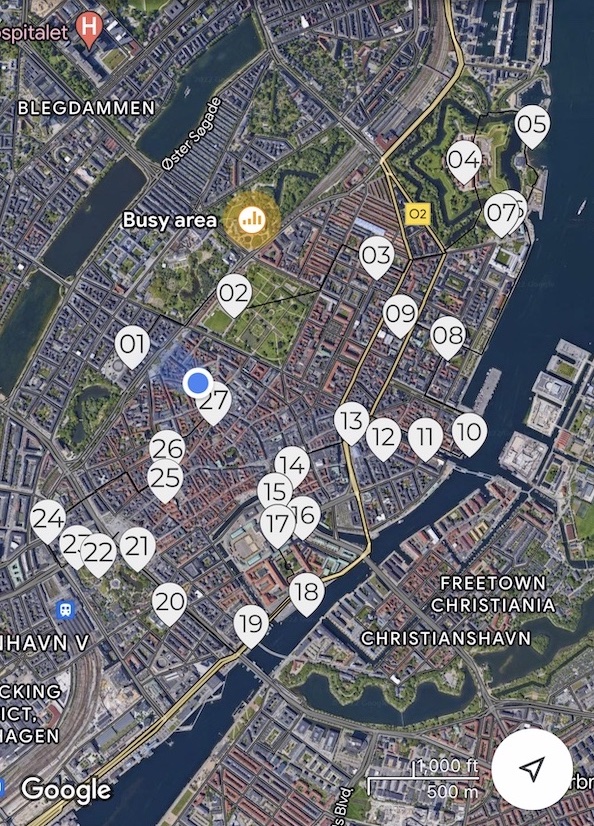 spitalet
H
BLEGDAMMEN
Øster Søgade
05
04
Busy area
O2
07
03
02
09
08
01
27
13
12
11
10
26
14
25
15
24
16
17
22
21
FREETOWN
CHRISTIANIA
18
20
19
CHRISTIANSHAVN
NHAVN V
CKING
ICT,
HAGEN
1,000 ft
500 m
Google
s Blvd.
rbr